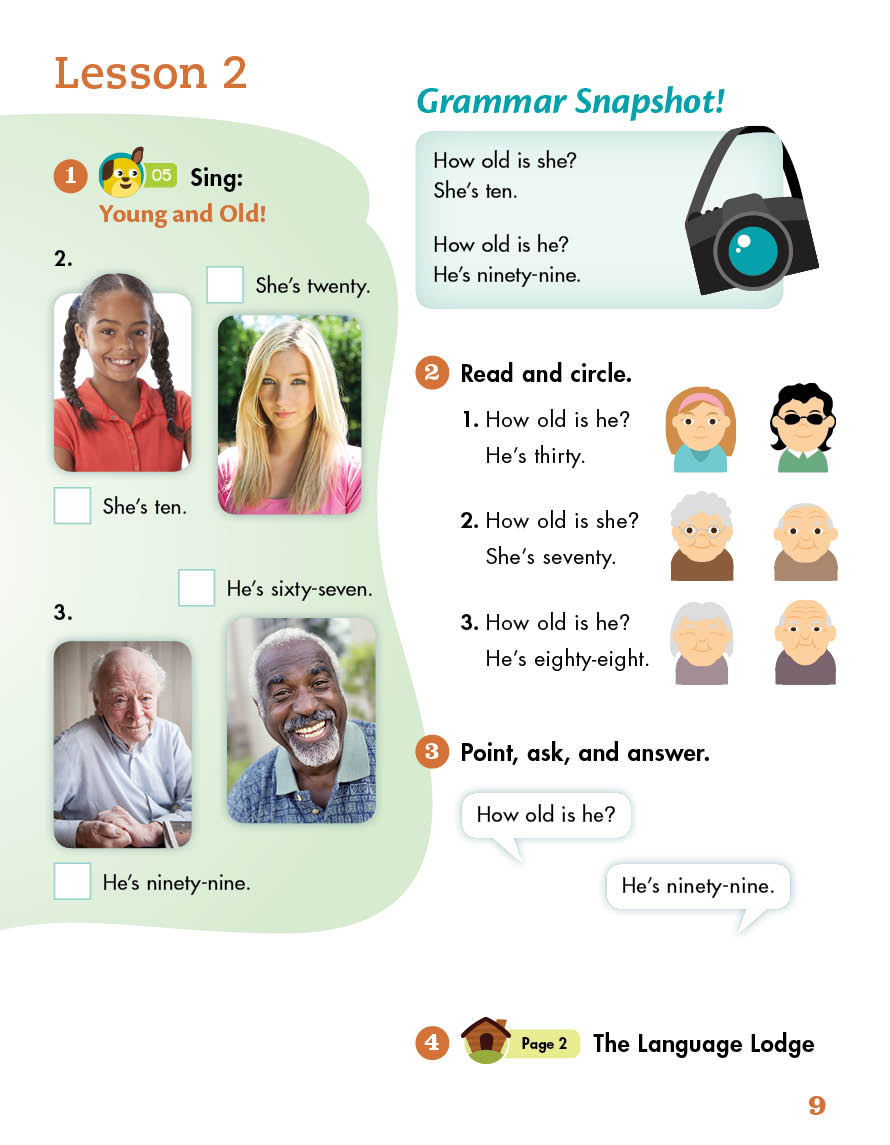 Lesson 2
1 05 Sing:
Young and Old!
2.
She's twenty.
She's ten.
He's sixty-seven.
3.
He's ninety-nine.
Grammar Snapshot!
How old is she?
She's ten.
How old is he?
He's ninety-nine.
2 Read and circle.
1. How old is he?
He's thirty.
2. How old is she?
She's seventy.
3. How old is he?
He's eighty-eight.
3 Point, ask, and answer.
How old is he?
He's ninety-nine.
4 Page 2 The Language Lodge
9